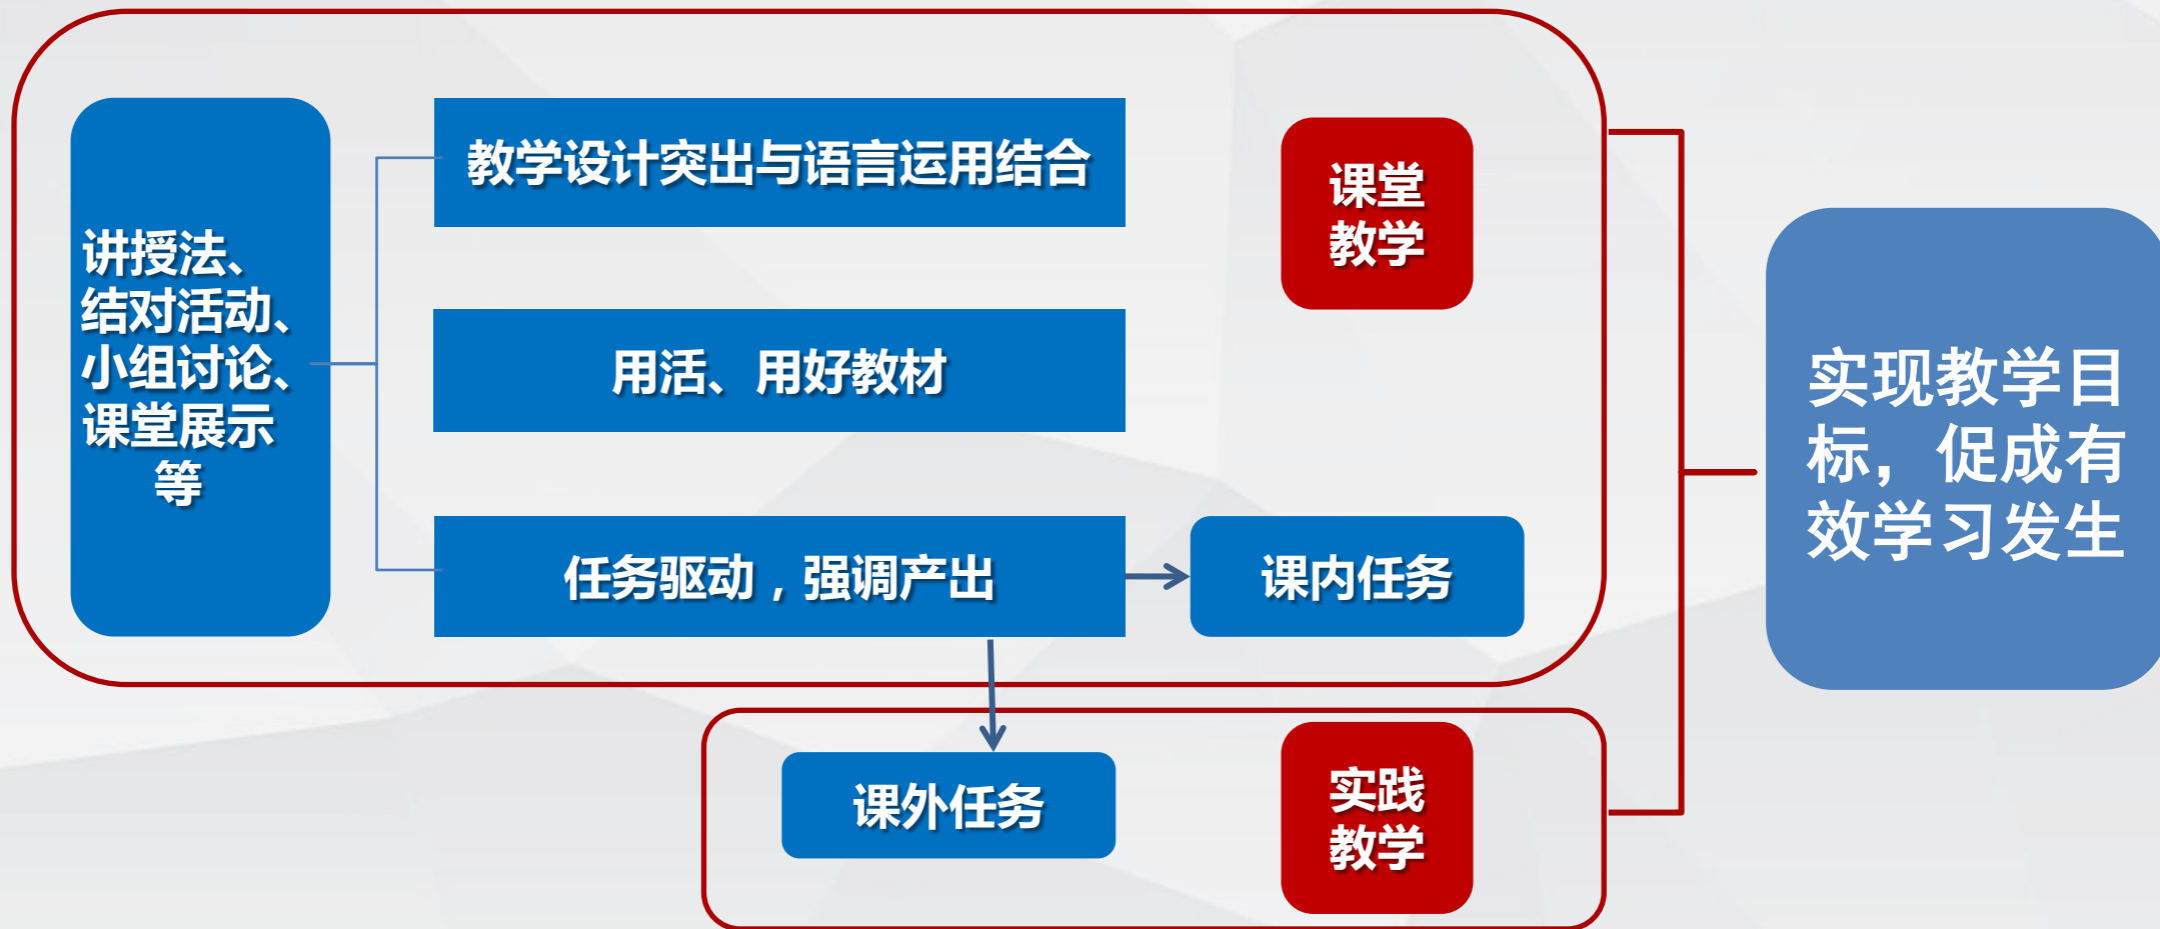 讲授法、
结对活动、
小组讨论、
课堂展示
等
教学设计突出与语言运用结合
用活、用好教材
任务驱动，强调产出
课内任务
课堂
教学
课外任务
实践
教学
实现教学目
标，促成有
效学习发生